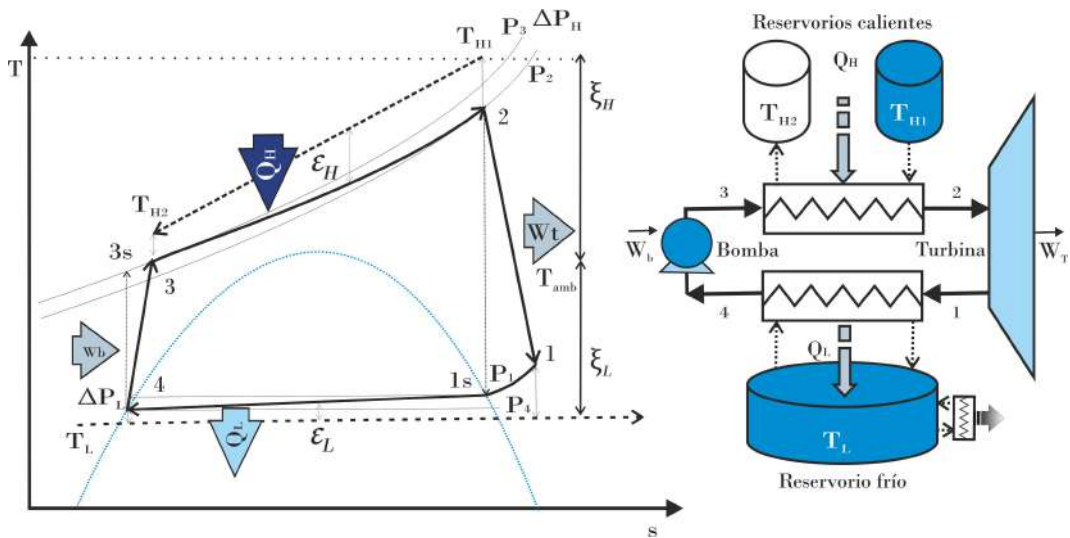 T
T_H1
P_3
ΔP_H
P_2
ξ_H
2
Q_H
ε_H
T_H2
3s
3
Wt
T_amb
Wb
4
ΔP_L
1s
P_1
1
P_4
ξ_L
T_L
Q_L
ε_L
s
Reservorios calientes
Q_H
T_H2
T_H1
3
2
W_b
Bomba
Turbina
W_T
4
1
Q_L
T_L
Reservorio frío